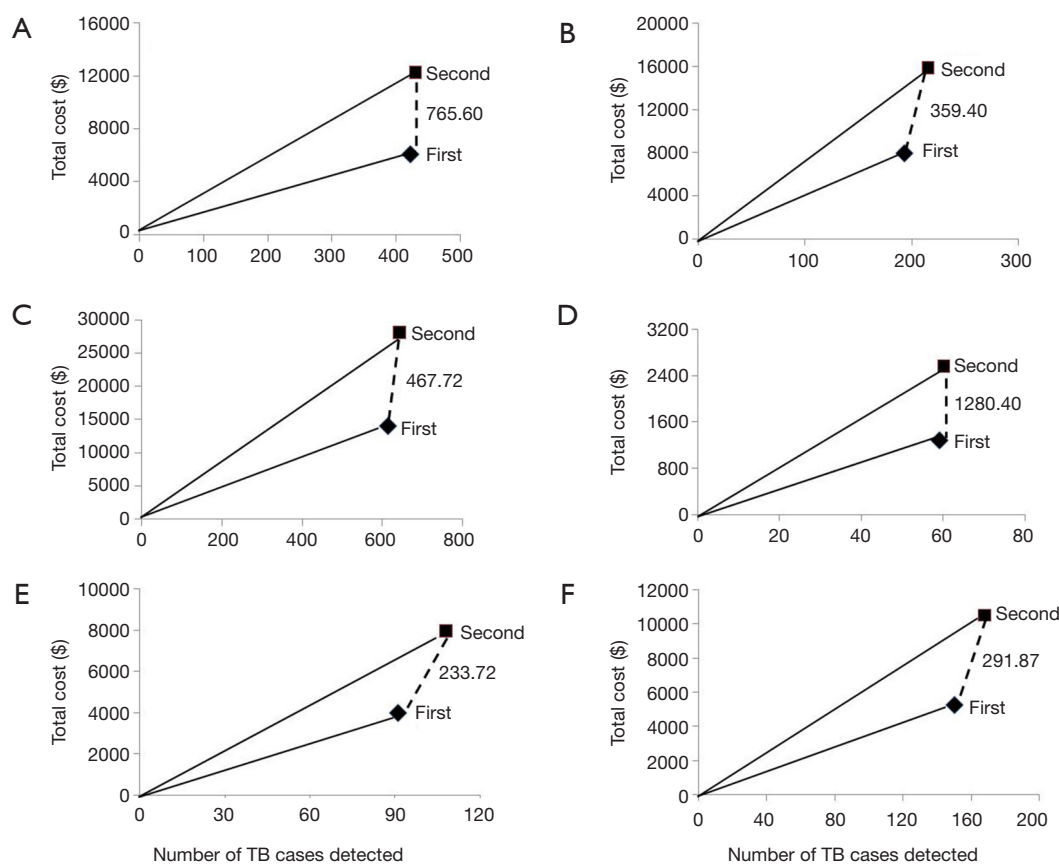 A
Total cost ($)
16000
12000
8000
4000
0
Second
765.60
First
0 100 200 300 400 500
B
Total cost ($)
20000
16000
12000
8000
4000
0
Second
359.40
First
0 100 200 300
C
Total cost ($)
30000
25000
20000
15000
10000
5000
0
Second
467.72
First
0 200 400 600 800
D
Total cost ($)
3200
2400
1600
800
0
Second
1280.40
First
0 20 40 60 80
E
Total cost ($)
10000
8000
6000
4000
2000
0
Second
233.72
First
0 30 60 90 120
Number of TB cases detected
F
Total cost ($)
12000
10000
8000
6000
4000
2000
0
Second
291.87
First
0 40 80 120 160 200
Number of TB cases detected